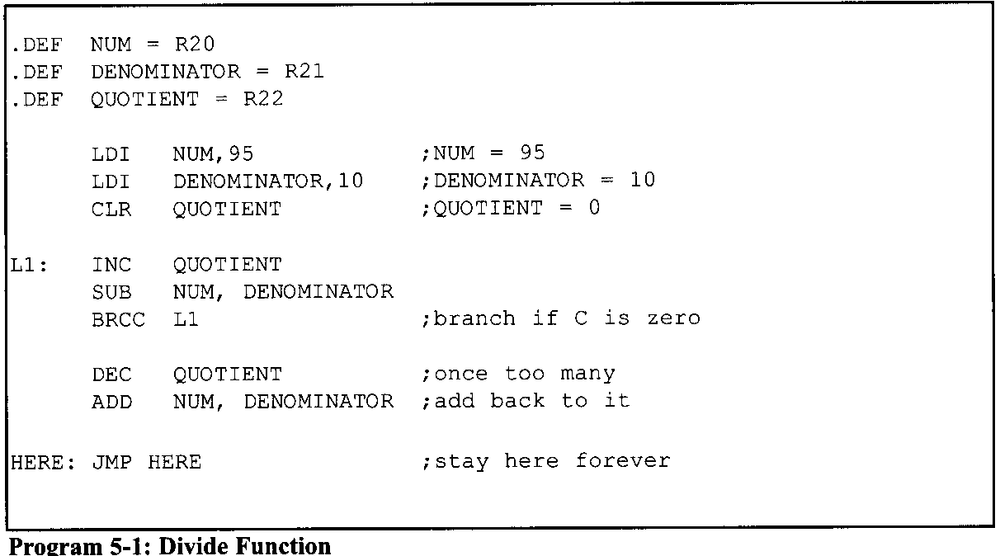 .DEF NUM = R20
.DEF DENOMINATOR = R21
.DEF QUOTIENT = R22
LDI NUM,95 ;NUM = 95
LDI DENOMINATOR,10 ;DENOMINATOR = 10
CLR QUOTIENT ;QUOTIENT = 0
L1: INC QUOTIENT
SUB NUM, DENOMINATOR
BRCC L1 ;branch if C is zero
DEC QUOTIENT ;once too many
ADD NUM, DENOMINATOR ;add back to it
HERE: JMP HERE ;stay here forever
Program 5-1: Divide Function